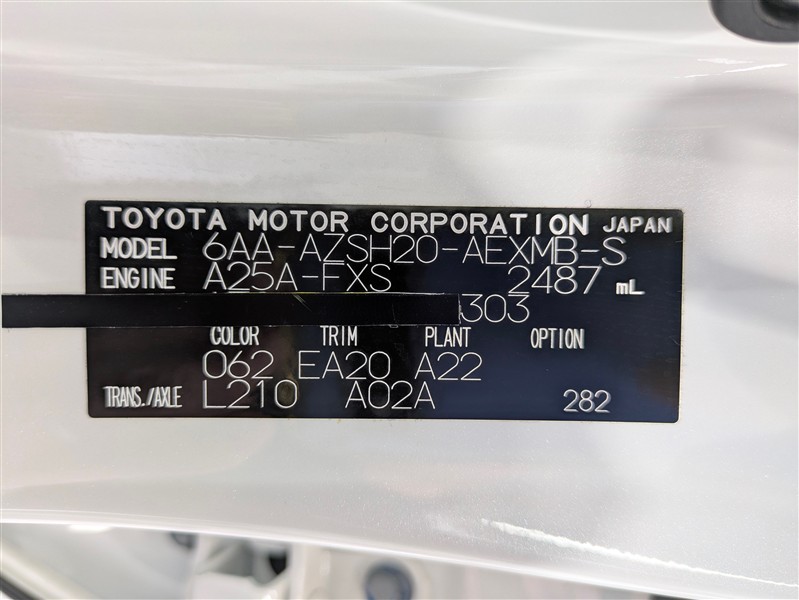 TOYOTA MOTOR CORPORATION JAPAN
MODEL 6AA-AZSH20-AEXMB-S
ENGINE A25A-FXS 2487 mL
303
COLOR TRIM PLANT OPTION
062 EA20 A22
TRANS./AXLE L210 A02A 282